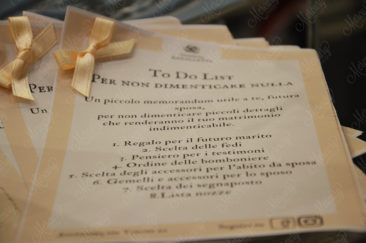 To Do List
Per non dimenticare nulla
Un piccolo memorandum utile a te, futura
sposa,
per non dimenticare piccoli dettagli
che renderanno il tuo matrimonio
indimenticabile.
1. Regalo per il futuro marito
2. Scelta delle fedi
3. Pensiero per i testimoni
4. Ordine delle bomboniere
5. Scelta degli accessori per l'abito da sposa
6. Gemelli e accessori per lo sposo
7. Scelta dei segnaposto
8. Lista nozze